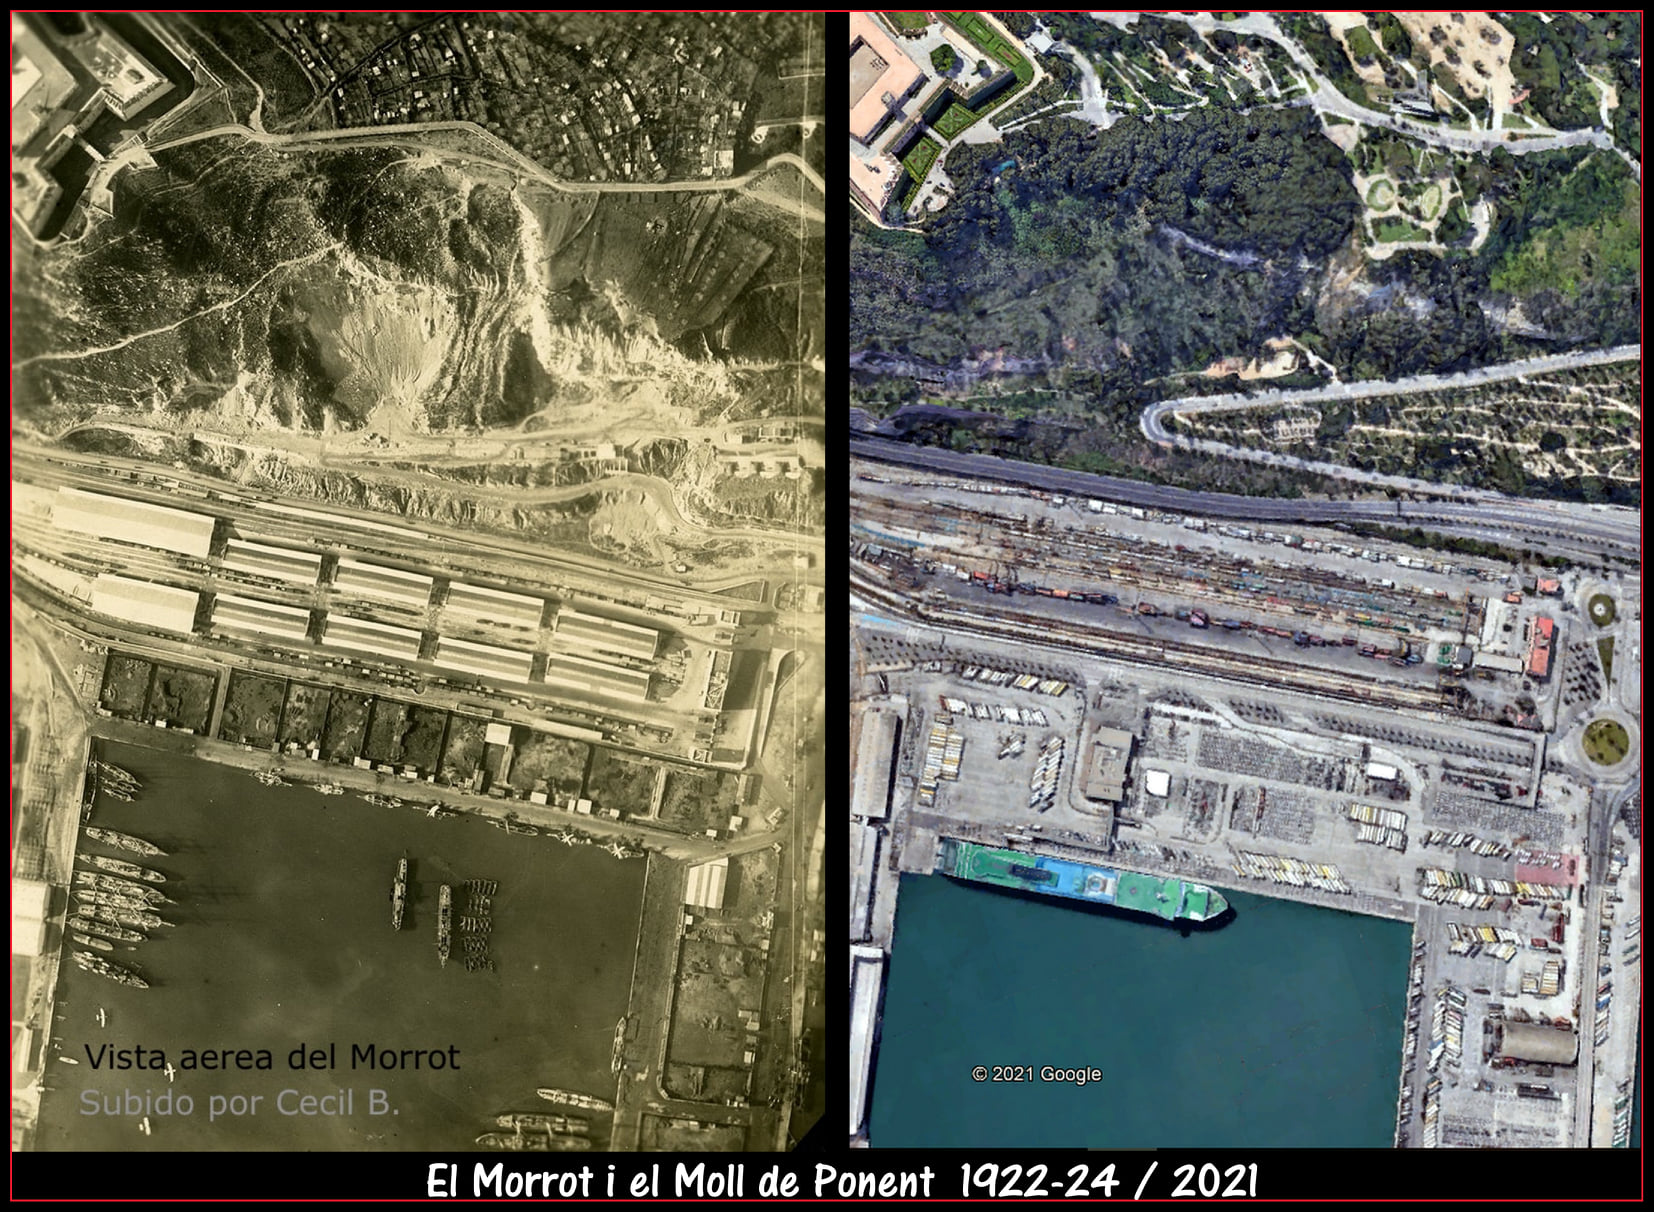 Vista aerea del Morrot
Subido por Cecil B.
© 2021 Google
El Morrot i el Moll de Ponent 1922-24 / 2021